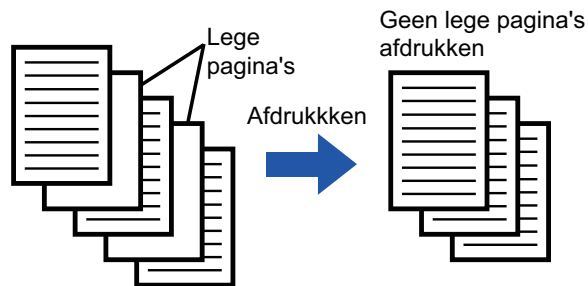 Lege
pagina's
Afdrukkken
Geen lege pagina's
afdrukken